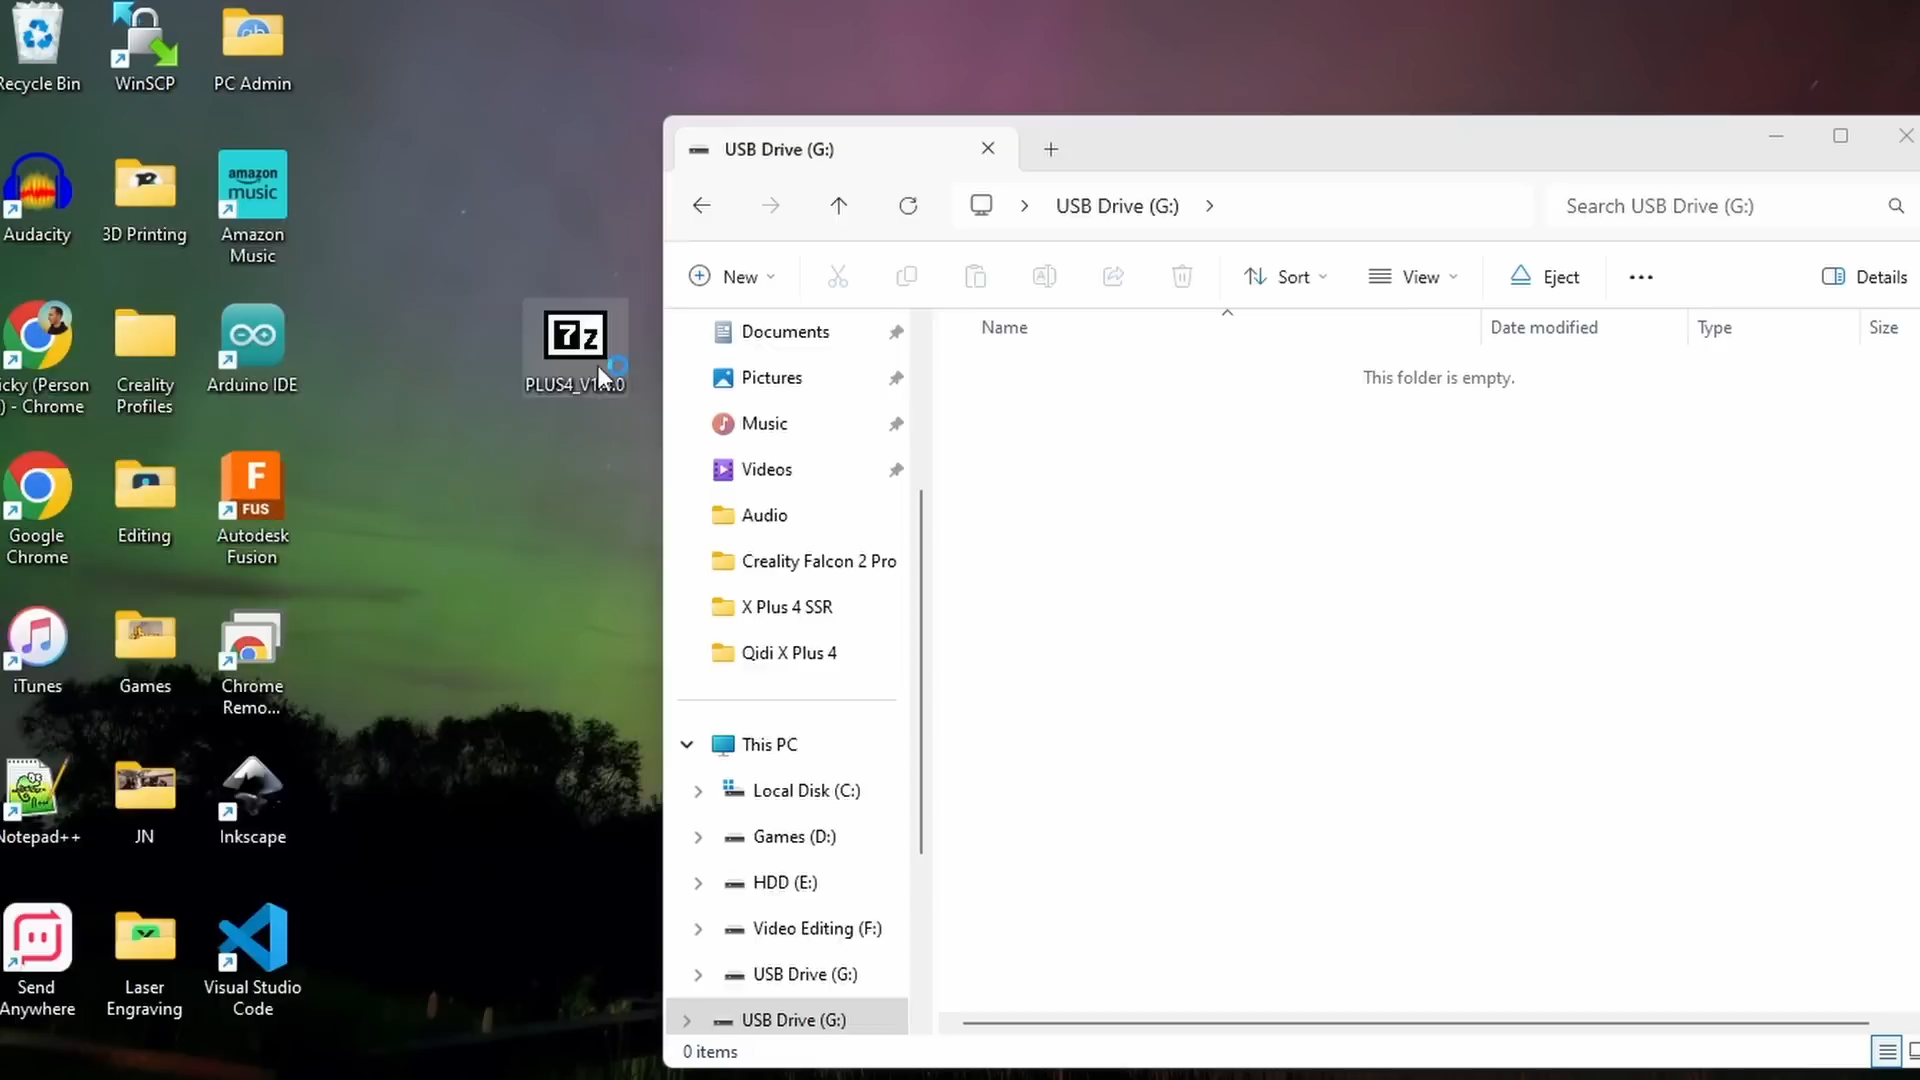 Recycle Bin
WinSCP
PC Admin
Audacity
3D Printing
amazon
music
Amazon
Music
icky (Person
) - Chrome
Creality
Profiles
Arduino IDE
Google
Chrome
Editing
F
FUS
Autodesk
Fusion
iTunes
Games
Chrome
Remo...
Notepad++
JN
Inkscape
Send
Anywhere
Laser
Engraving
Visual Studio
Code
7z
USB Drive (G:)
USB Drive (G:)
Search USB Drive (G:)
New
Sort
View
Eject
Details
Name
Date modified
Type
Size
This folder is empty.
Documents
Pictures
Music
Videos
Audio
Creality Falcon 2 Pro
X Plus 4 SSR
Qidi X Plus 4
This PC
Local Disk (C:)
Games (D:)
HDD (E:)
Video Editing (F:)
USB Drive (G:)
USB Drive (G:)
0 items